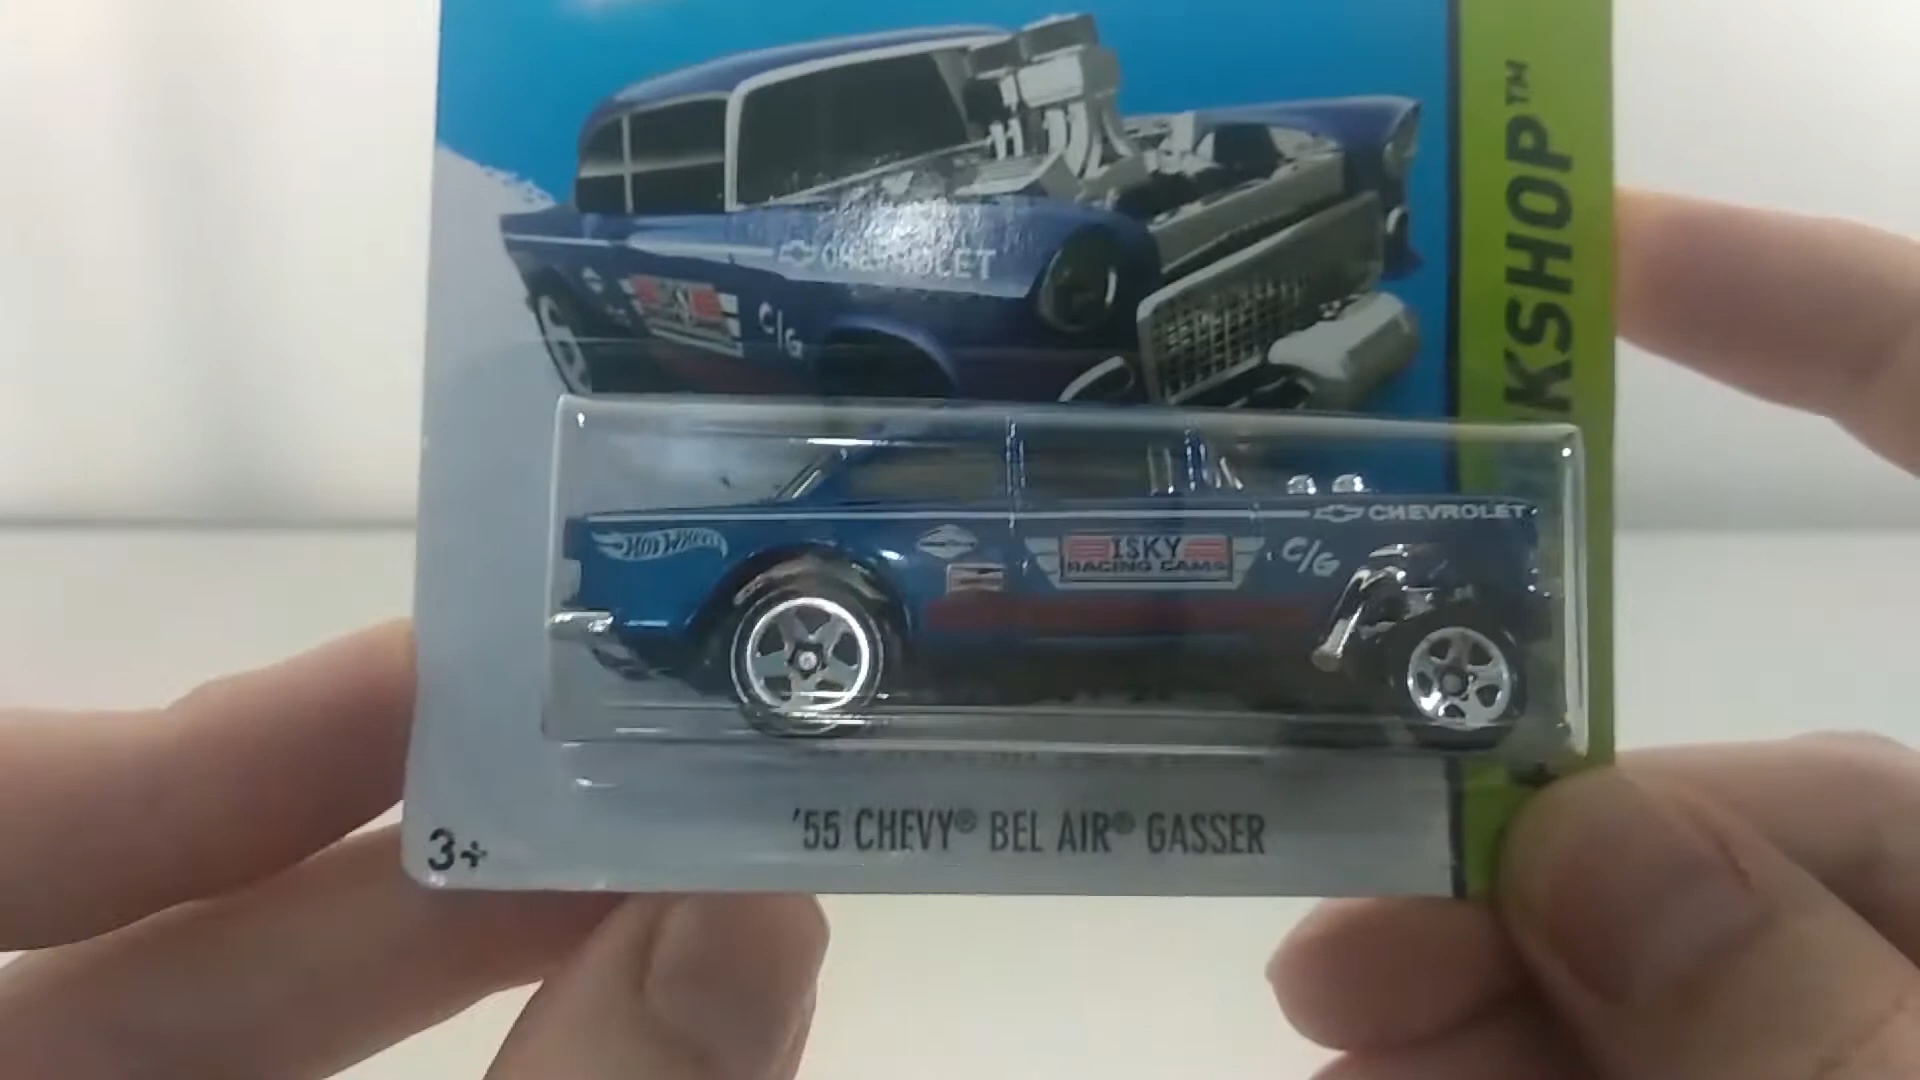 KSHOP™
CHEVROLET
C/G
CHEVROLET
HOT WHEELS
ISKY
RACING CAMS
C/G
'55 CHEVY® BEL AIR® GASSER
3+